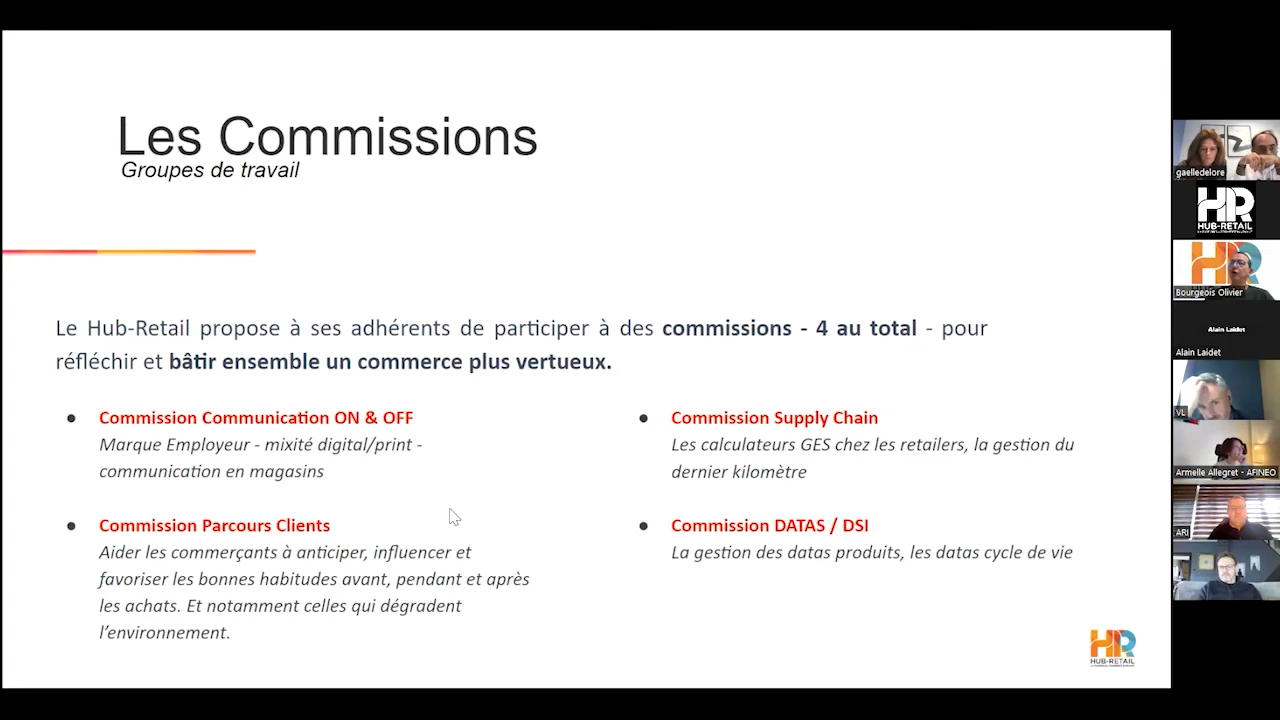 Les Commissions
Groupes de travail
Le Hub-Retail propose à ses adhérents de participer à des commissions - 4 au total - pour
réfléchir et bâtir ensemble un commerce plus vertueux.
Commission Communication ON & OFF
Marque Employeur - mixité digital/print -
communication en magasins
Commission Parcours Clients
Aider les commerçants à anticiper, influencer et
favoriser les bonnes habitudes avant, pendant et après
les achats. Et notamment celles qui dégradent
l’environnement.
Commission Supply Chain
Les calculateurs GES chez les retailers, la gestion du
dernier kilomètre
Commission DATAS / DSI
La gestion des datas produits, les datas cycle de vie
HR
HUB-RETAIL
gaelledelore
HR
HUB-RETAIL
HR
Bourgeois Olivier
Alain Laidet
Alain Laidet
VL
Armelle Allegret - AFINEO
ARI